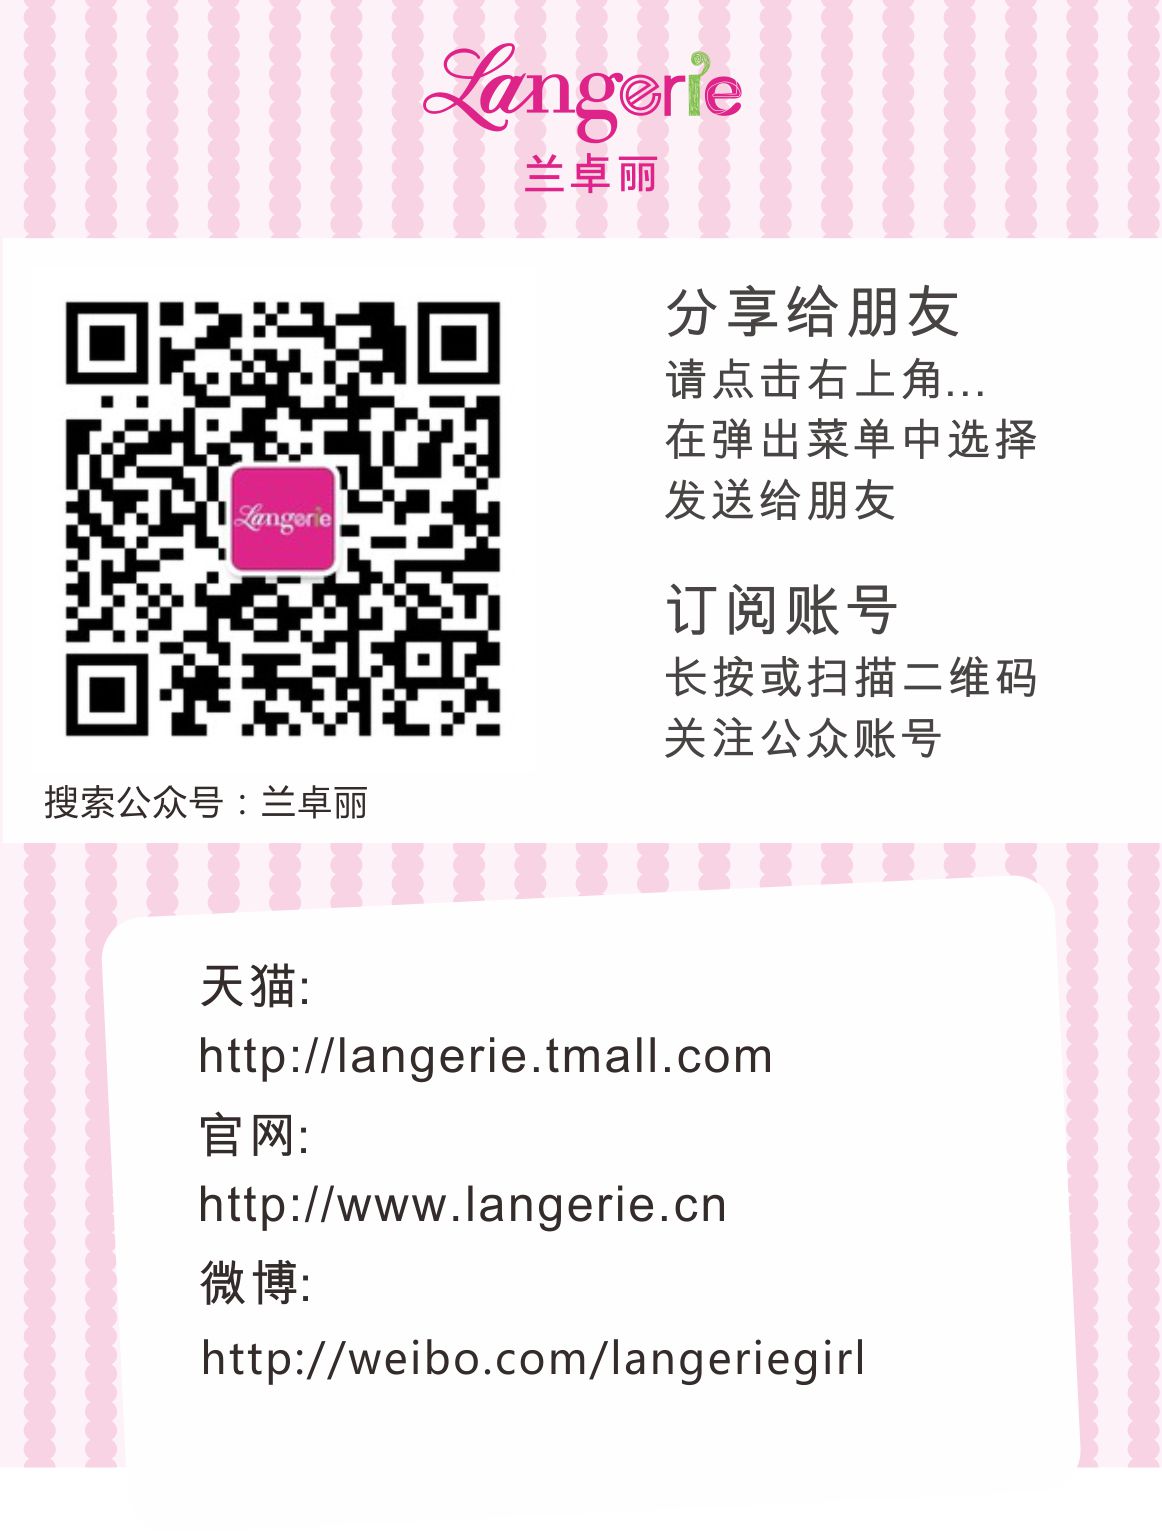 Langerie
兰卓丽
Langerie
搜索公众号：兰卓丽
分享给朋友
请点击右上角...
在弹出菜单中选择
发送给朋友
订阅账号
长按或扫描二维码
关注公众账号
天猫:
http://langerie.tmall.com
官网:
http://www.langerie.cn
微博:
http://weibo.com/langeriegirl